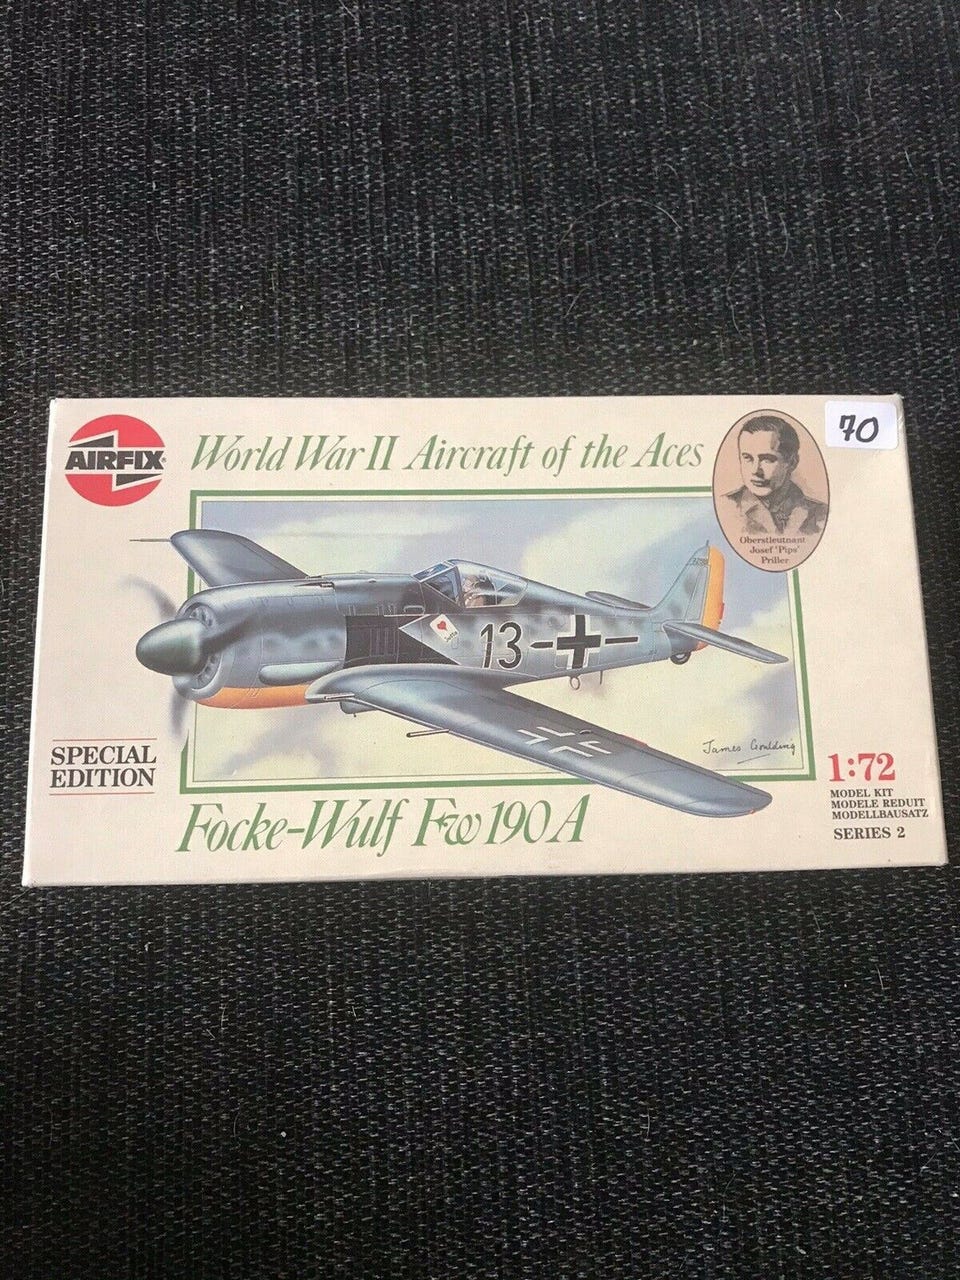 AIRFIX
World War II Aircraft of the Aces
70
Oberstleutnant
Josef 'Pips'
Priller
Jutta
13
James Goulding
SPECIAL
EDITION
1:72
MODEL KIT
MODELE REDUIT
MODELLBAUSATZ
SERIES 2
Focke-Wulf Fw 190 A